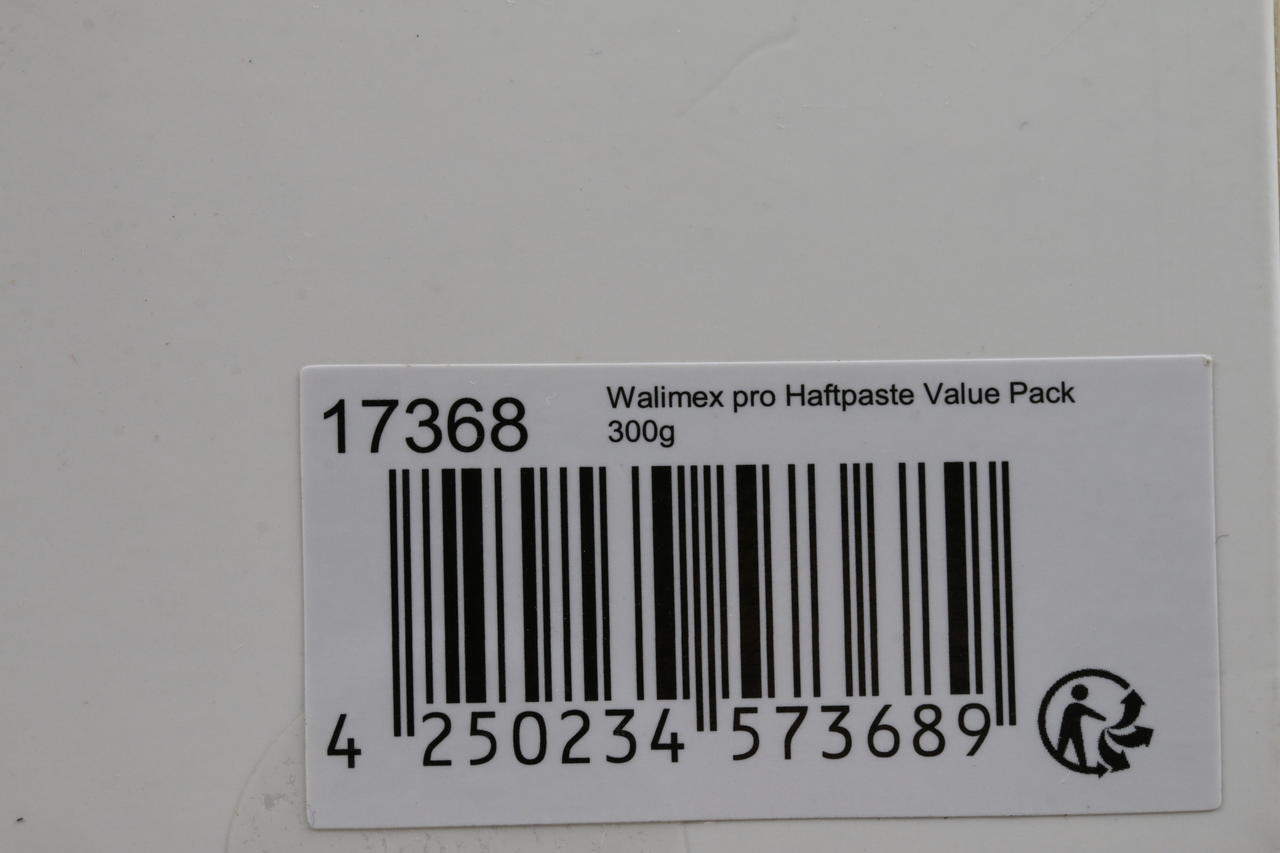 17368
Walimex pro Haftpaste Value Pack
300g
4 250234 573689